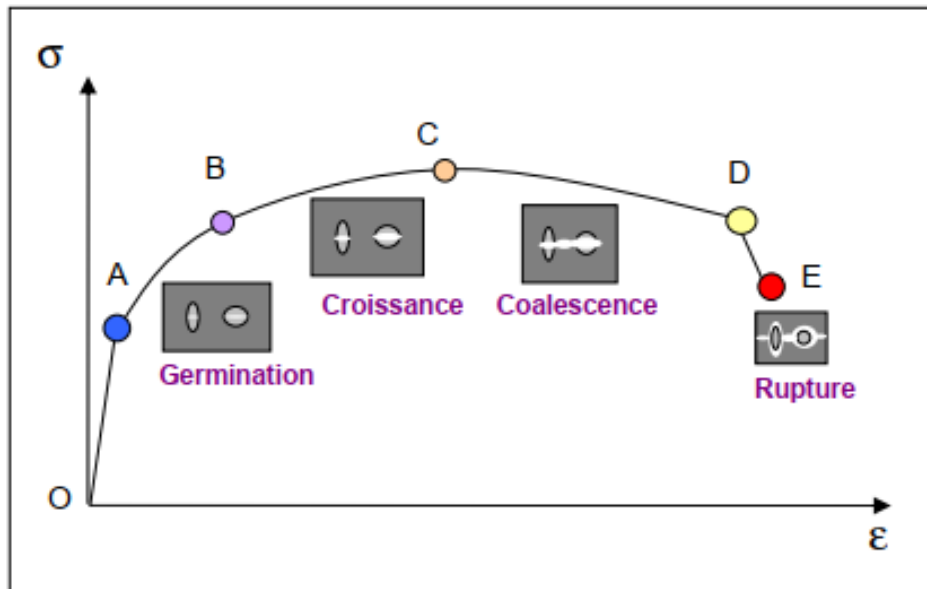 σ
C
B
D
A
E
Croissance
Coalescence
Germination
Rupture
O
ε